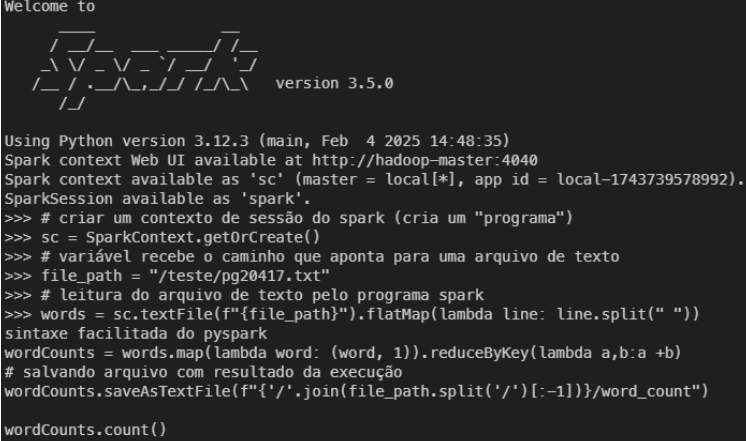 Welcome to
      ____              __
     / __/__  ___ _____/ /__
    _\ \/ _ \/ _ `/ __/  '_/
   /__ / .__/\_,_/_/ /_/\_\   version 3.5.0
      /_/
Using Python version 3.12.3 (main, Feb  4 2025 14:48:35)
Spark context Web UI available at http://hadoop-master:4040
Spark context available as 'sc' (master = local[*], app id = local-1743739578992).
SparkSession available as 'spark'.
>>> # criar um contexto de sessão do spark (cria um "programa")
>>> sc = SparkContext.getOrCreate()
>>> # variável recebe o caminho que aponta para uma arquivo de texto
>>> file_path = "/teste/pg20417.txt"
>>> # leitura do arquivo de texto pelo programa spark
>>> words = sc.textFile(f"{file_path}").flatMap(lambda line: line.split(" "))
sintaxe facilitada do pyspark
wordCounts = words.map(lambda word: (word, 1)).reduceByKey(lambda a,b:a +b)
# salvando arquivo com resultado da execução
wordCounts.saveAsTextFile(f"{'/'.join(file_path.split('/')[:-1])}/word_count")
wordCounts.count()